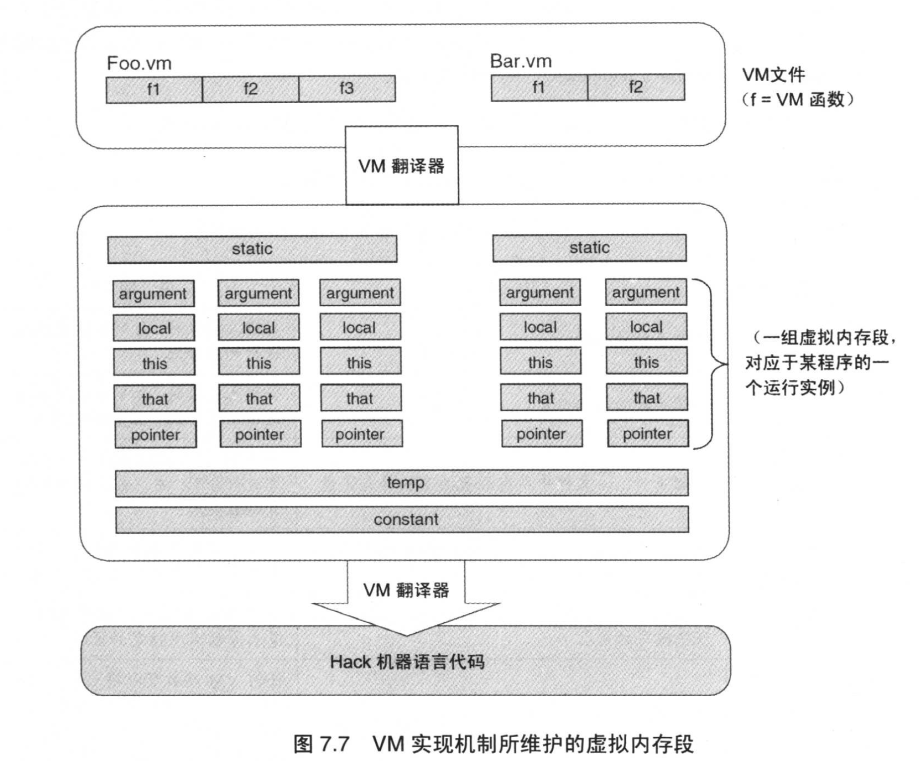 Foo.vm
Bar.vm
f1 f2 f3
f1 f2
VM文件
（f = VM 函数）
VM 翻译器
static
static
argument argument argument argument argument
local local local local local
this this this this this
that that that that that
pointer pointer pointer pointer pointer
（一组虚拟内存段，
对应于某程序的一
个运行实例）
temp
constant
VM 翻译器
Hack 机器语言代码
图 7.7 VM 实现机制所维护的虚拟内存段